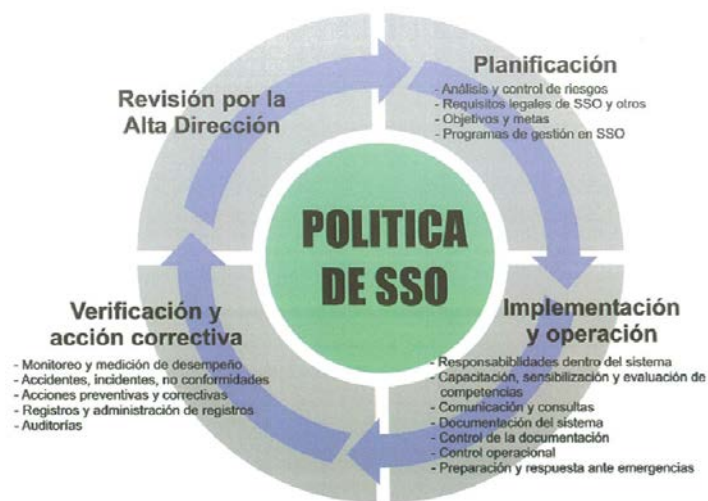 Planificación
- Análisis y control de riesgos
- Requisitos legales de SSO y otros
- Objetivos y metas
- Programas de gestión en SSO
Revisión por la
Alta Dirección
POLITICA
DE SSO
Implementación
y operación
- Responsabiblidades dentro del sistema
- Capacitación, sensibilización y evaluación de
competencias
- Comunicación y consultas
- Documentación del sistema
- Control de la documentación
- Control operacional
- Preparación y respuesta ante emergencias
Verificación y
acción correctiva
- Monitoreo y medición de desempeño
- Accidentes, incidentes, no conformidades
- Acciones preventivas y correctivas
- Registros y administración de registros
- Auditorías